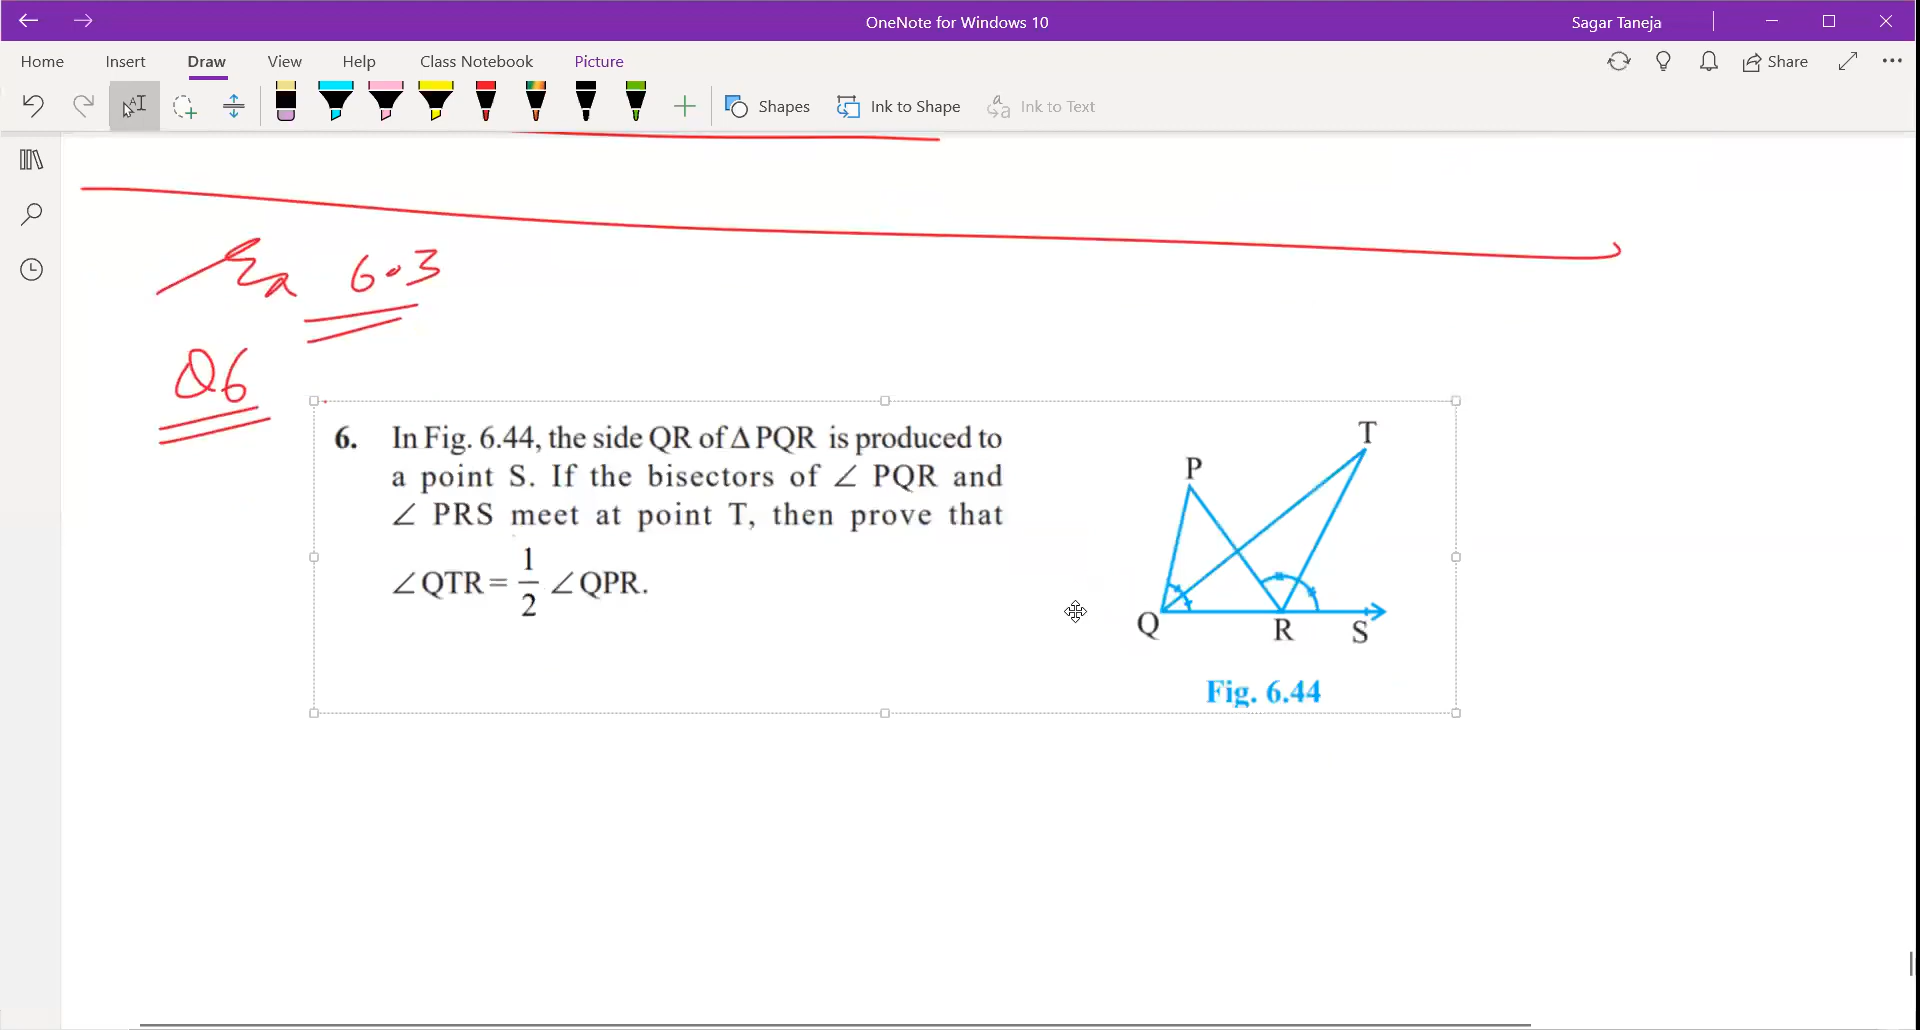 OneNote for Windows 10
Sagar Taneja
Home Insert Draw View Help Class Notebook Picture
Share
Shapes Ink to Shape Ink to Text
Ex 6.3
Q6
6. In Fig. 6.44, the side QR of Δ PQR is produced to
a point S. If the bisectors of ∠ PQR and
∠ PRS meet at point T, then prove that
∠QTR = 1/2 ∠QPR.
T
P
Q R S
Fig. 6.44